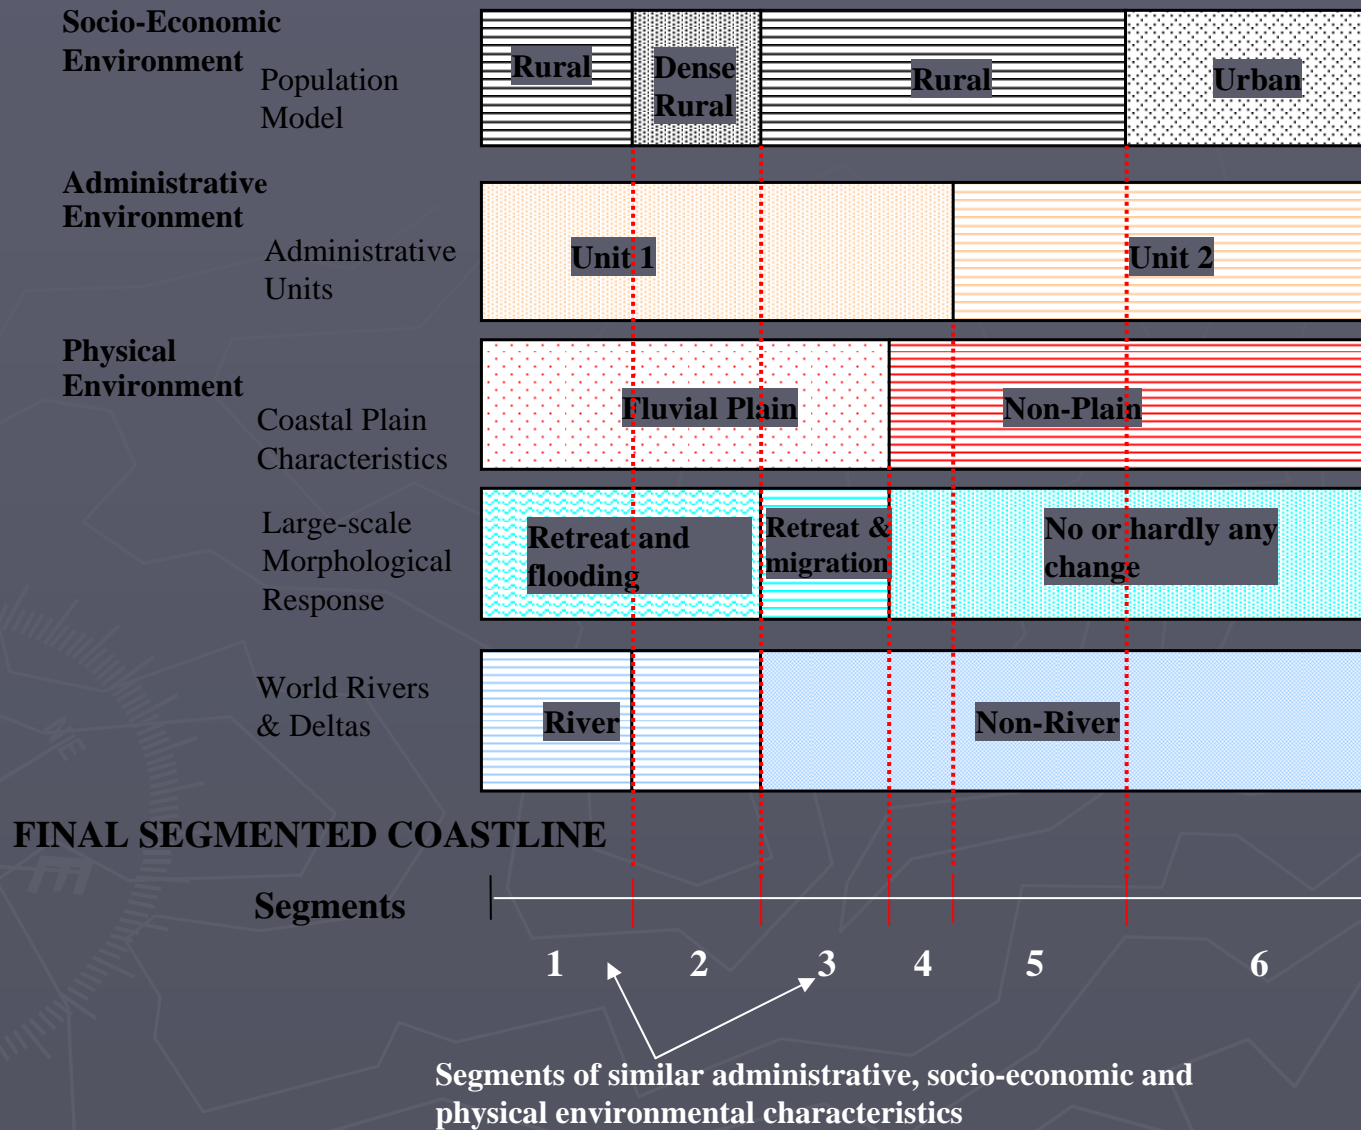 Socio-Economic
Environment
Population
Model
Rural
Dense
Rural
Rural
Urban
Administrative
Environment
Administrative
Units
Unit 1
Unit 2
Physical
Environment
Coastal Plain
Characteristics
Fluvial Plain
Non-Plain
Large-scale
Morphological
Response
Retreat and
flooding
Retreat &
migration
No or hardly any
change
World Rivers
& Deltas
River
Non-River
FINAL SEGMENTED COASTLINE
Segments
1 2 3 4 5 6
Segments of similar administrative, socio-economic and
physical environmental characteristics